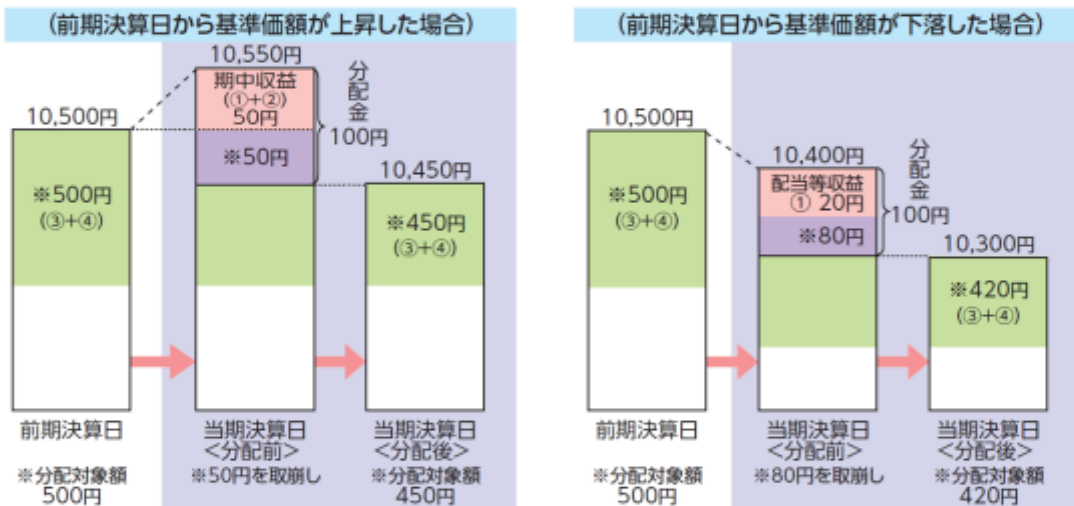 (前期決算日から基準価額が上昇した場合)
10,550円
期中収益
(①+②)
50円
※50円
分配金
100円
10,500円
※500円
(③+④)
10,450円
※450円
(③+④)
前期決算日
※分配対象額
500円
当期決算日
<分配前>
※50円を取崩し
当期決算日
<分配後>
※分配対象額
450円
(前期決算日から基準価額が下落した場合)
10,500円
※500円
(③+④)
10,400円
配当等収益
① 20円
※80円
分配金
100円
10,300円
※420円
(③+④)
前期決算日
※分配対象額
500円
当期決算日
<分配前>
※80円を取崩し
当期決算日
<分配後>
※分配対象額
420円